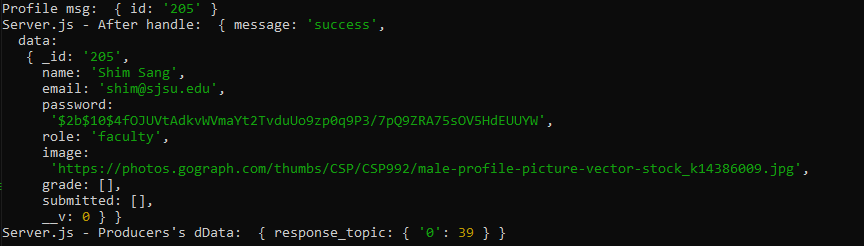 Profile msg:  { id: '205' }
Server.js - After handle:  { message: 'success',
  data:
   { _id: '205',
     name: 'Shim Sang',
     email: 'shim@sjsu.edu',
     password:
      '$2b$10$4fOJUVtAdkvWVmaYt2TvduUo9zp0q9P3/7pQ9ZRA75sOV5HdEUUYW',
     role: 'faculty',
     image:
      'https://photos.gograph.com/thumbs/CSP/CSP992/male-profile-picture-vector-stock_k14386009.jpg',
     grade: [],
     submitted: [],
     __v: 0 } }
Server.js - Producers's dData:  { response_topic: { '0': 39 } }